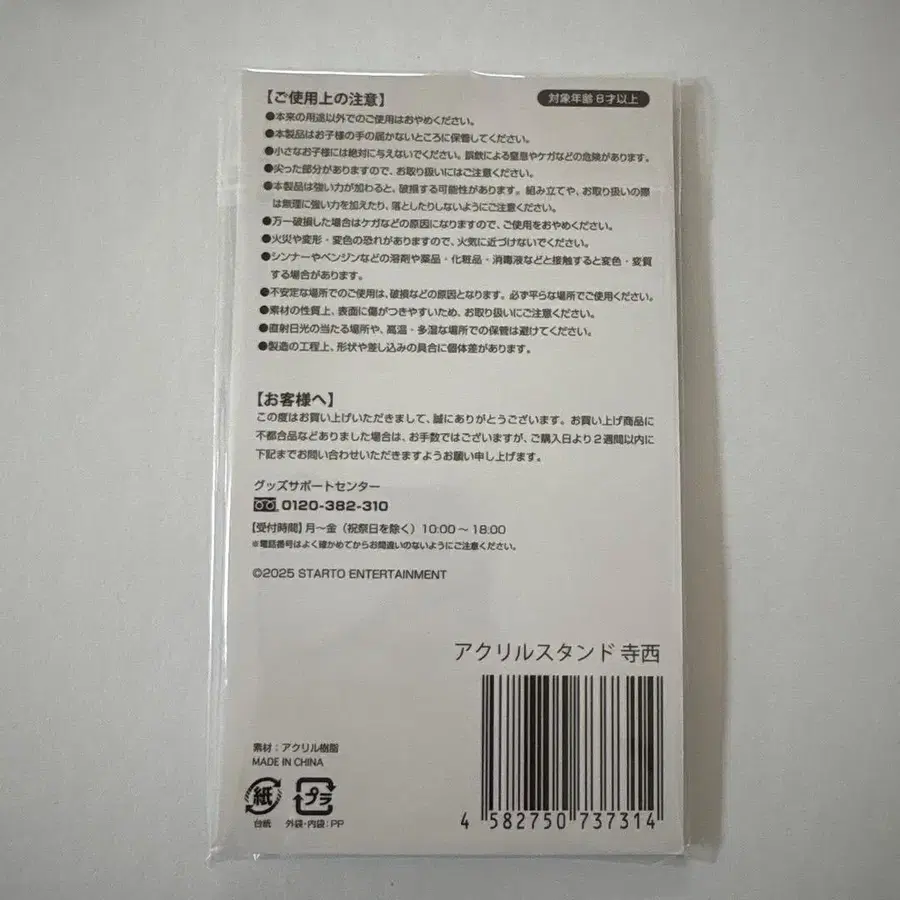 【ご使用上の注意】
対象年齢 8才以上
●本来の用途以外でのご使用はおやめください。
●本製品はお子様の手の届かないところに保管してください。
●小さなお子様には絶対に与えないでください。誤飲による窒息やケガなどの危険があります。
●尖った部分がありますので、お取り扱いにはご注意ください。
●本製品は強い力が加わると、破損する可能性があります。組み立てや、お取り扱いの際
は無理に強い力を加えたり、落としたりしないようにご注意ください。
●万一破損した場合はケガなどの原因になりますので、ご使用をおやめください。
●火災や変形・変色の恐れがありますので、火気に近づけないでください。
●シンナーやベンジンなどの溶剤や薬品・化粧品・消毒液などと接触すると変色・変質
する場合があります。
●不安定な場所でのご使用は、破損などの原因となります。必ず平らな場所でご使用ください。
●素材の性質上、表面に傷がつきやすいため、お取り扱いにご注意ください。
●直射日光の当たる場所や、高温・多湿な場所での保管は避けてください。
●製造の工程上、形状や差し込みの具合に個体差があります。
【お客様へ】
この度はお買い上げいただきまして、誠にありがとうございます。お買い上げ商品に
不都合品などありました場合は、お手数ではございますが、ご購入日より2週間以内に
下記までお問い合わせいただきますようお願い申し上げます。
グッズサポートセンター
0120-382-310
【受付時間】月～金（祝祭日を除く）10:00～18:00
※電話番号はよく確かめてからお間違いのないようにご注意ください。
©2025 STARTO ENTERTAINMENT
アクリルスタンド 寺西
素材：アクリル樹脂
MADE IN CHINA
紙
プラ
台紙
外袋・内袋：PP
4 582750 737314